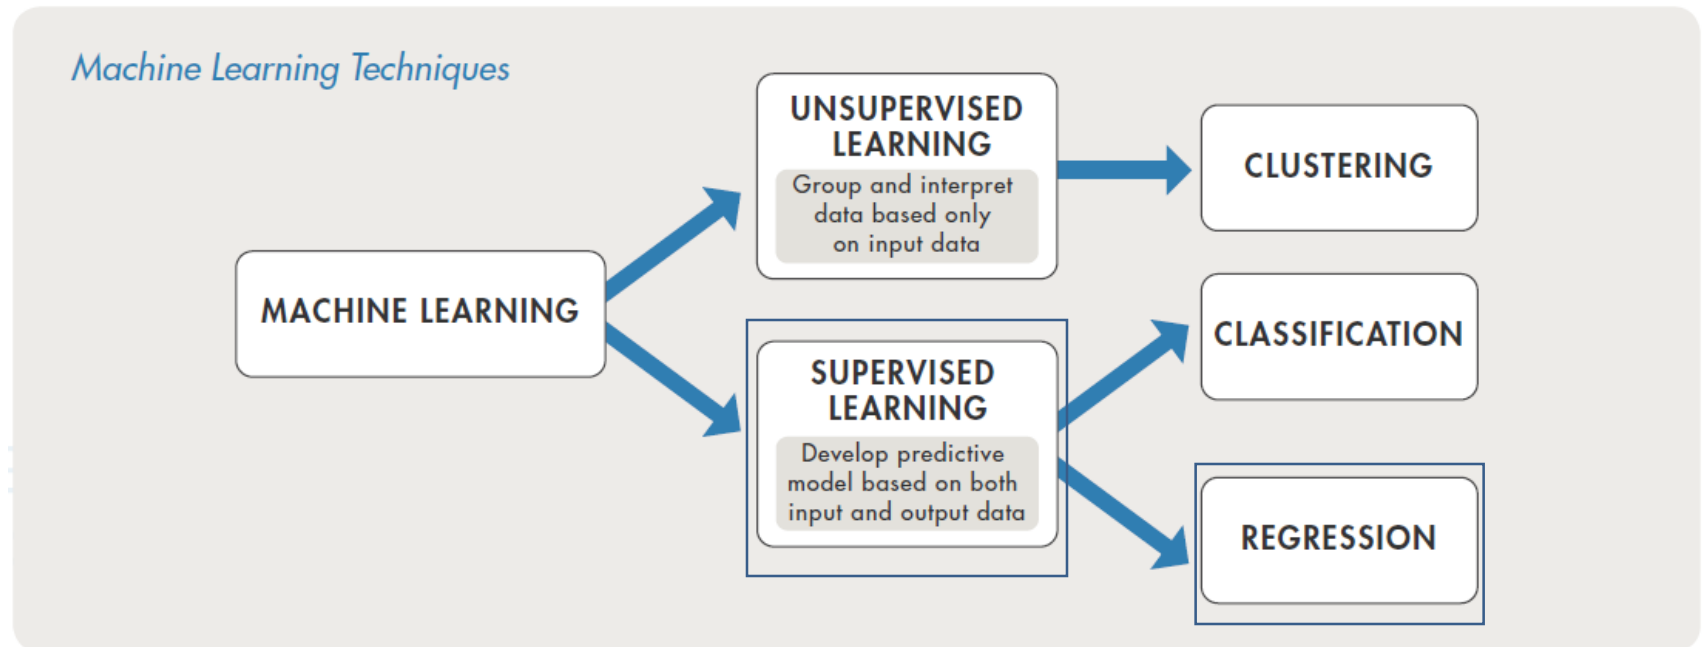 Machine Learning Techniques
UNSUPERVISED
LEARNING
Group and interpret
data based only
on input data
CLUSTERING
MACHINE LEARNING
CLASSIFICATION
SUPERVISED
LEARNING
Develop predictive
model based on both
input and output data
REGRESSION